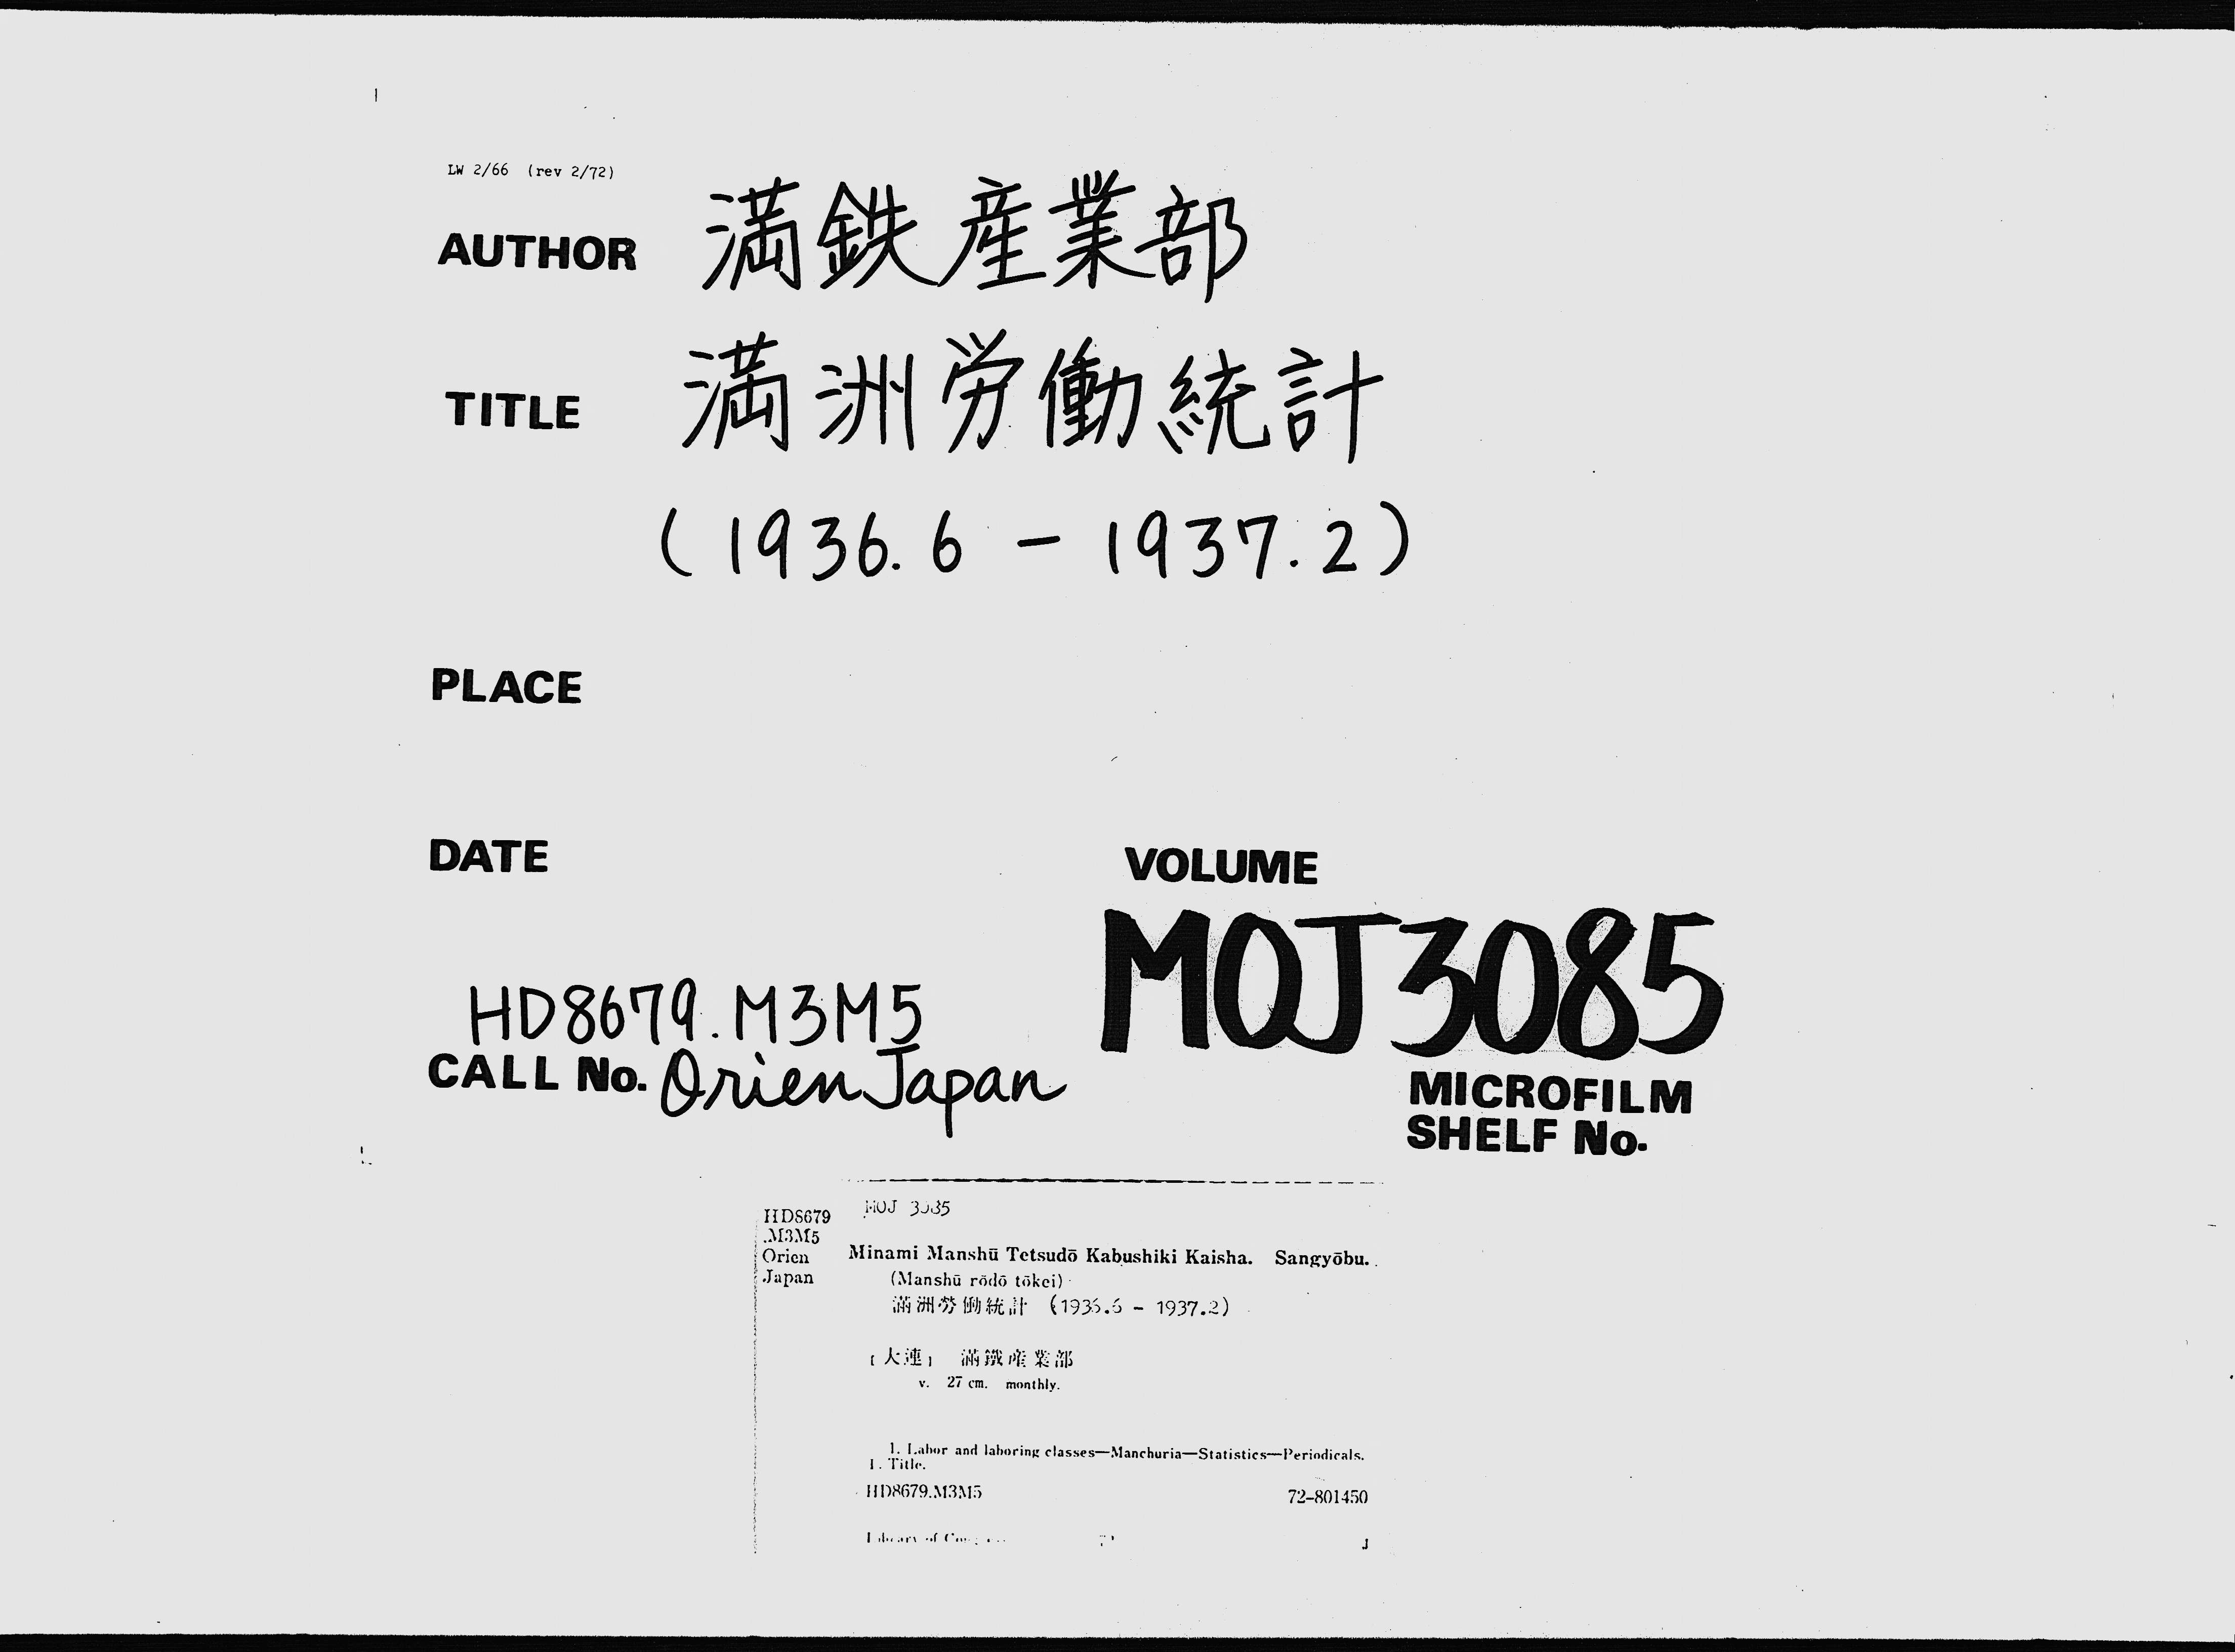 LW 2/66 (rev 2/72)
AUTHOR 満鉄産業部
TITLE 満洲労働統計
(1936.6 - 1937.2)
PLACE
DATE
VOLUME
HD8679.M3M5
CALL No. Orien Japan
MOJ3085
MICROFILM
SHELF No.
HD8679
.M3M5
Orien
Japan
MOJ 3085
Minami Manshū Tetsudō Kabushiki Kaisha. Sangyōbu.
(Manshū rōdō tōkei)
滿洲勞働統計 (1936.6 - 1937.2)
[大連] 滿鐵産業部
v. 27 cm. monthly.
1. Labor and laboring classes—Manchuria—Statistics—Periodicals.
I. Title.
HD8679.M3M5 72-801450
Library of